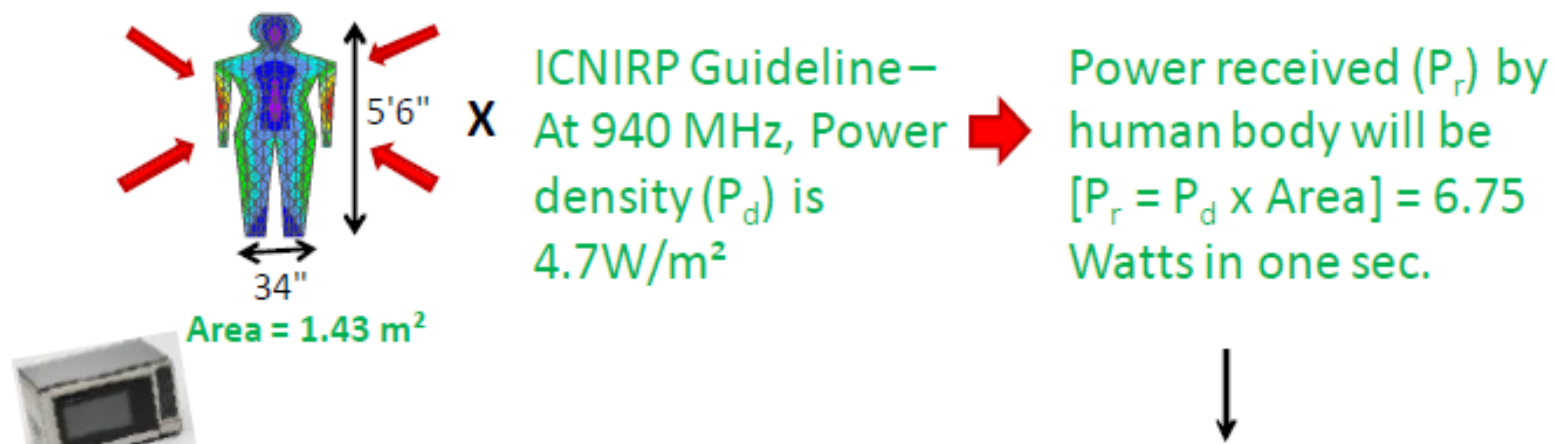 5'6"
34"
Area = 1.43 m²
X
ICNIRP Guideline –
At 940 MHz, Power
density (Pd) is
4.7W/m²
Power received (Pr) by
human body will be
[Pr = Pd x Area] = 6.75
Watts in one sec.